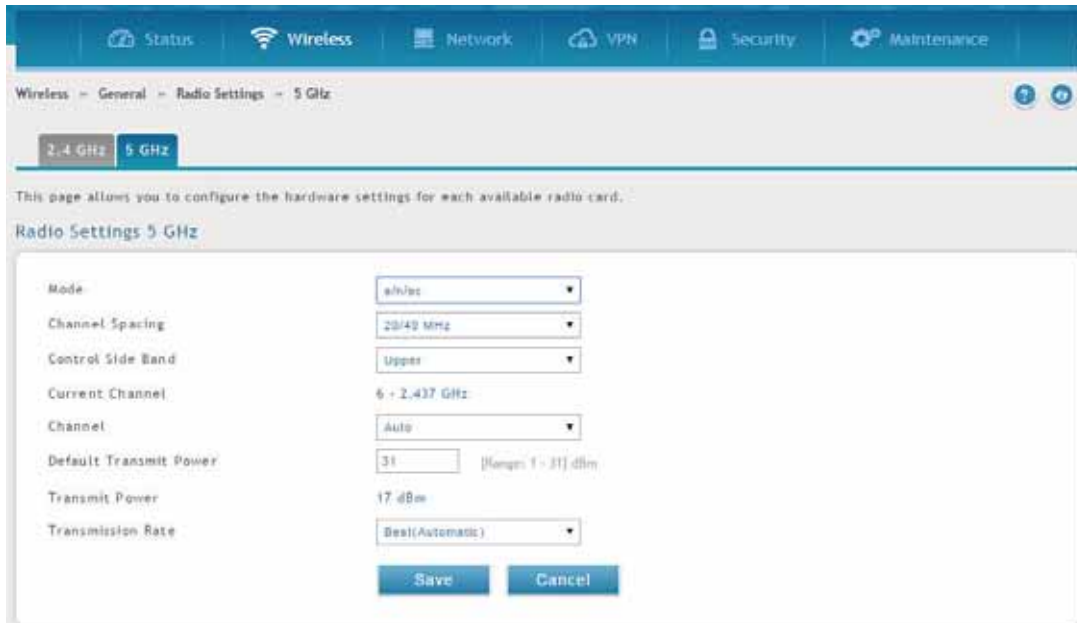 Status Wireless Network VPN Security Maintenance
Wireless - General - Radio Settings - 5 GHz
2.4 GHz 5 GHz
This page allows you to configure the hardware settings for each available radio card.
Radio Settings 5 GHz
Mode a/n/ac
Channel Spacing 20/40 MHz
Control Side Band Upper
Current Channel 6 - 2.437 GHz
Channel Auto
Default Transmit Power 31 [Range: 1 - 31] dBm
Transmit Power 17 dBm
Transmission Rate Best(Automatic)
Save Cancel